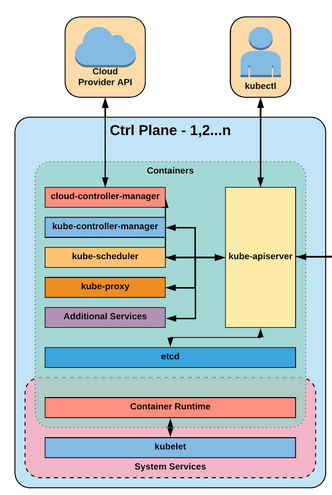 Cloud
Provider API
kubectl
Ctrl Plane - 1,2...n
Containers
cloud-controller-manager
kube-controller-manager
kube-scheduler
kube-apiserver
kube-proxy
Additional Services
etcd
Container Runtime
kubelet
System Services